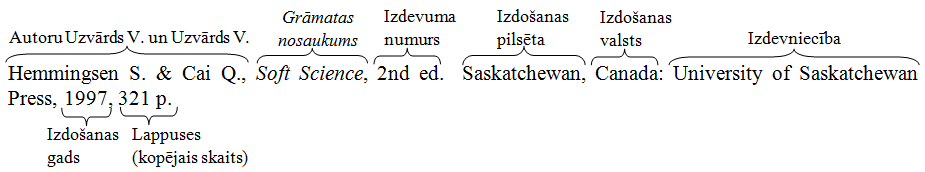 Autoru Uzvārds V. un Uzvārds V.
Grāmatas
nosaukums
Izdevuma
numurs
Izdošanas
pilsēta
Izdošanas
valsts
Izdevniecība
Hemmingsen S. & Cai Q., Soft Science, 2nd ed. Saskatchewan, Canada: University of Saskatchewan
Press, 1997, 321 p.
Izdošanas
gads
Lappuses
(kopējais skaits)